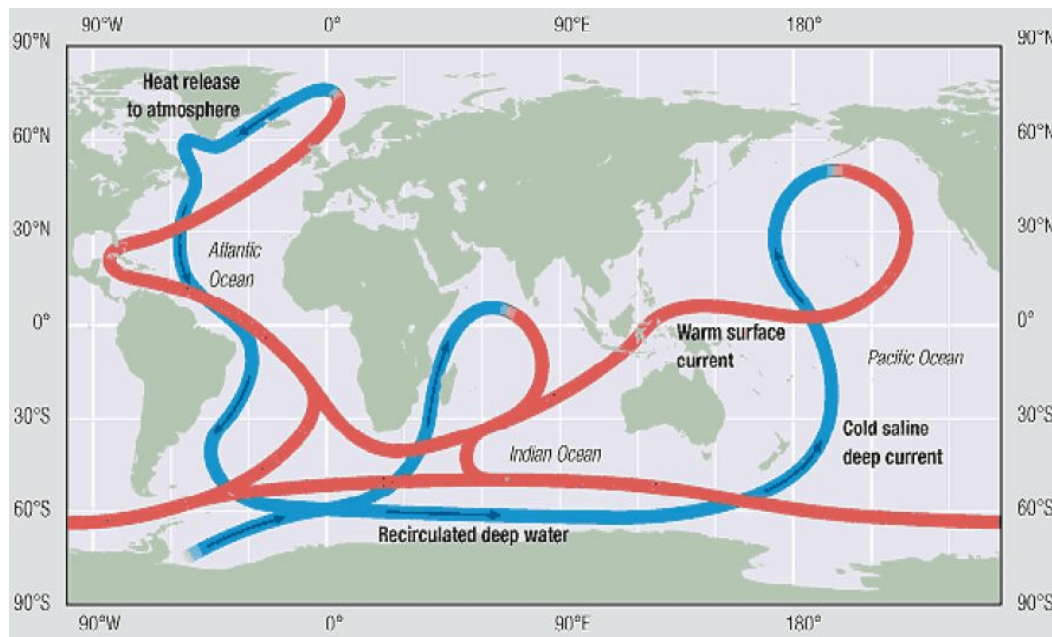 90°W 0° 90°E 180°
90°N 90°N
Heat release
to atmosphere
60°N 60°N
30°N 30°N
Atlantic
Ocean
0° 0°
Warm surface
current
Pacific Ocean
30°S 30°S
Cold saline
deep current
Indian Ocean
60°S 60°S
Recirculated deep water
90°S 90°S
90°W 0° 90°E 180°